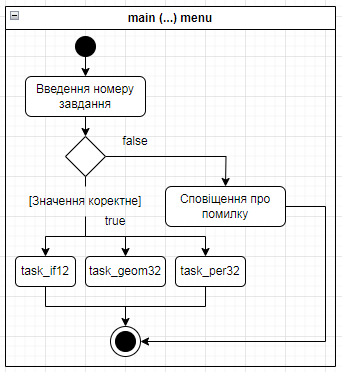 main (...) menu
Введення номеру
завдання
false
[Значення коректне]
true
Сповіщення про
помилку
task_if12
task_geom32
task_per32